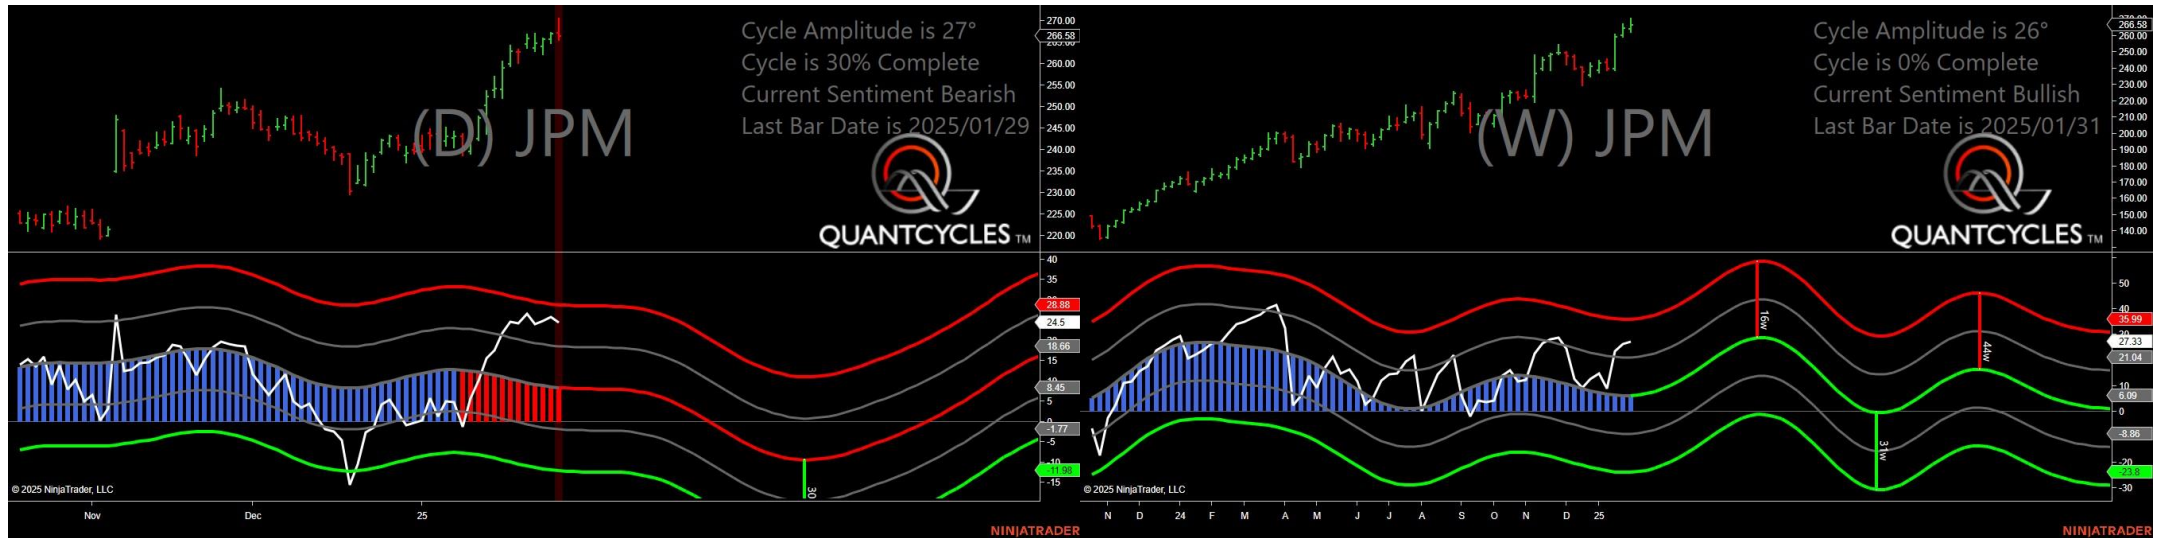 Cycle Amplitude is 27°
Cycle is 30% Complete
Current Sentiment Bearish
Last Bar Date is 2025/01/29
(D) JPM
QUANTCYCLES TM
270.00
266.58
260.00
255.00
250.00
245.00
240.00
235.00
230.00
225.00
220.00
40
35
28.88
24.5
18.66
15
8.45
5
-1.77
-5
-11.98
-15
30
© 2025 NinjaTrader, LLC
Nov
Dec
25
NINJATRADER
Cycle Amplitude is 26°
Cycle is 0% Complete
Current Sentiment Bullish
Last Bar Date is 2025/01/31
(W) JPM
QUANTCYCLES TM
266.58
260.00
250.00
240.00
230.00
220.00
210.00
200.00
190.00
180.00
170.00
160.00
150.00
140.00
50
40
35.99
27.33
21.04
10
6.09
0
-8.86
-20
-23.8
-30
16w
31w
44w
© 2025 NinjaTrader, LLC
N D 24 F M A M J J A S O N D 25
NINJATRADER